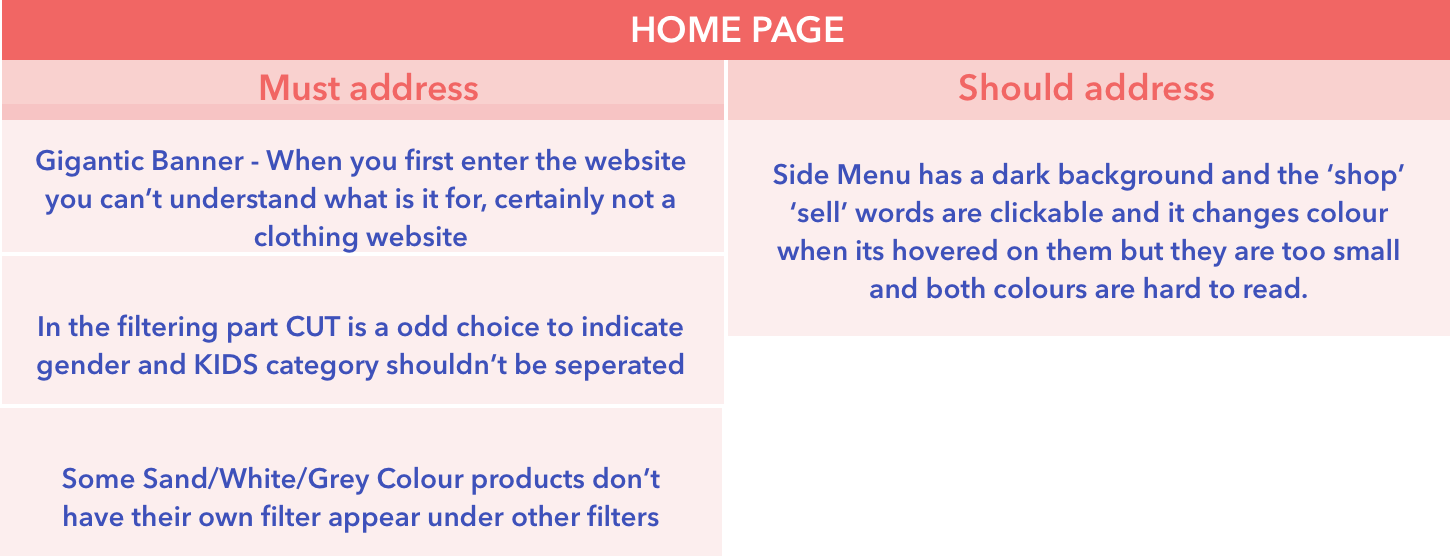 HOME PAGE
Must address
Should address
Gigantic Banner - When you first enter the website
you can’t understand what is it for, certainly not a
clothing website
In the filtering part CUT is a odd choice to indicate
gender and KIDS category shouldn’t be seperated
Some Sand/White/Grey Colour products don’t
have their own filter appear under other filters
Side Menu has a dark background and the ‘shop’
‘sell’ words are clickable and it changes colour
when its hovered on them but they are too small
and both colours are hard to read.